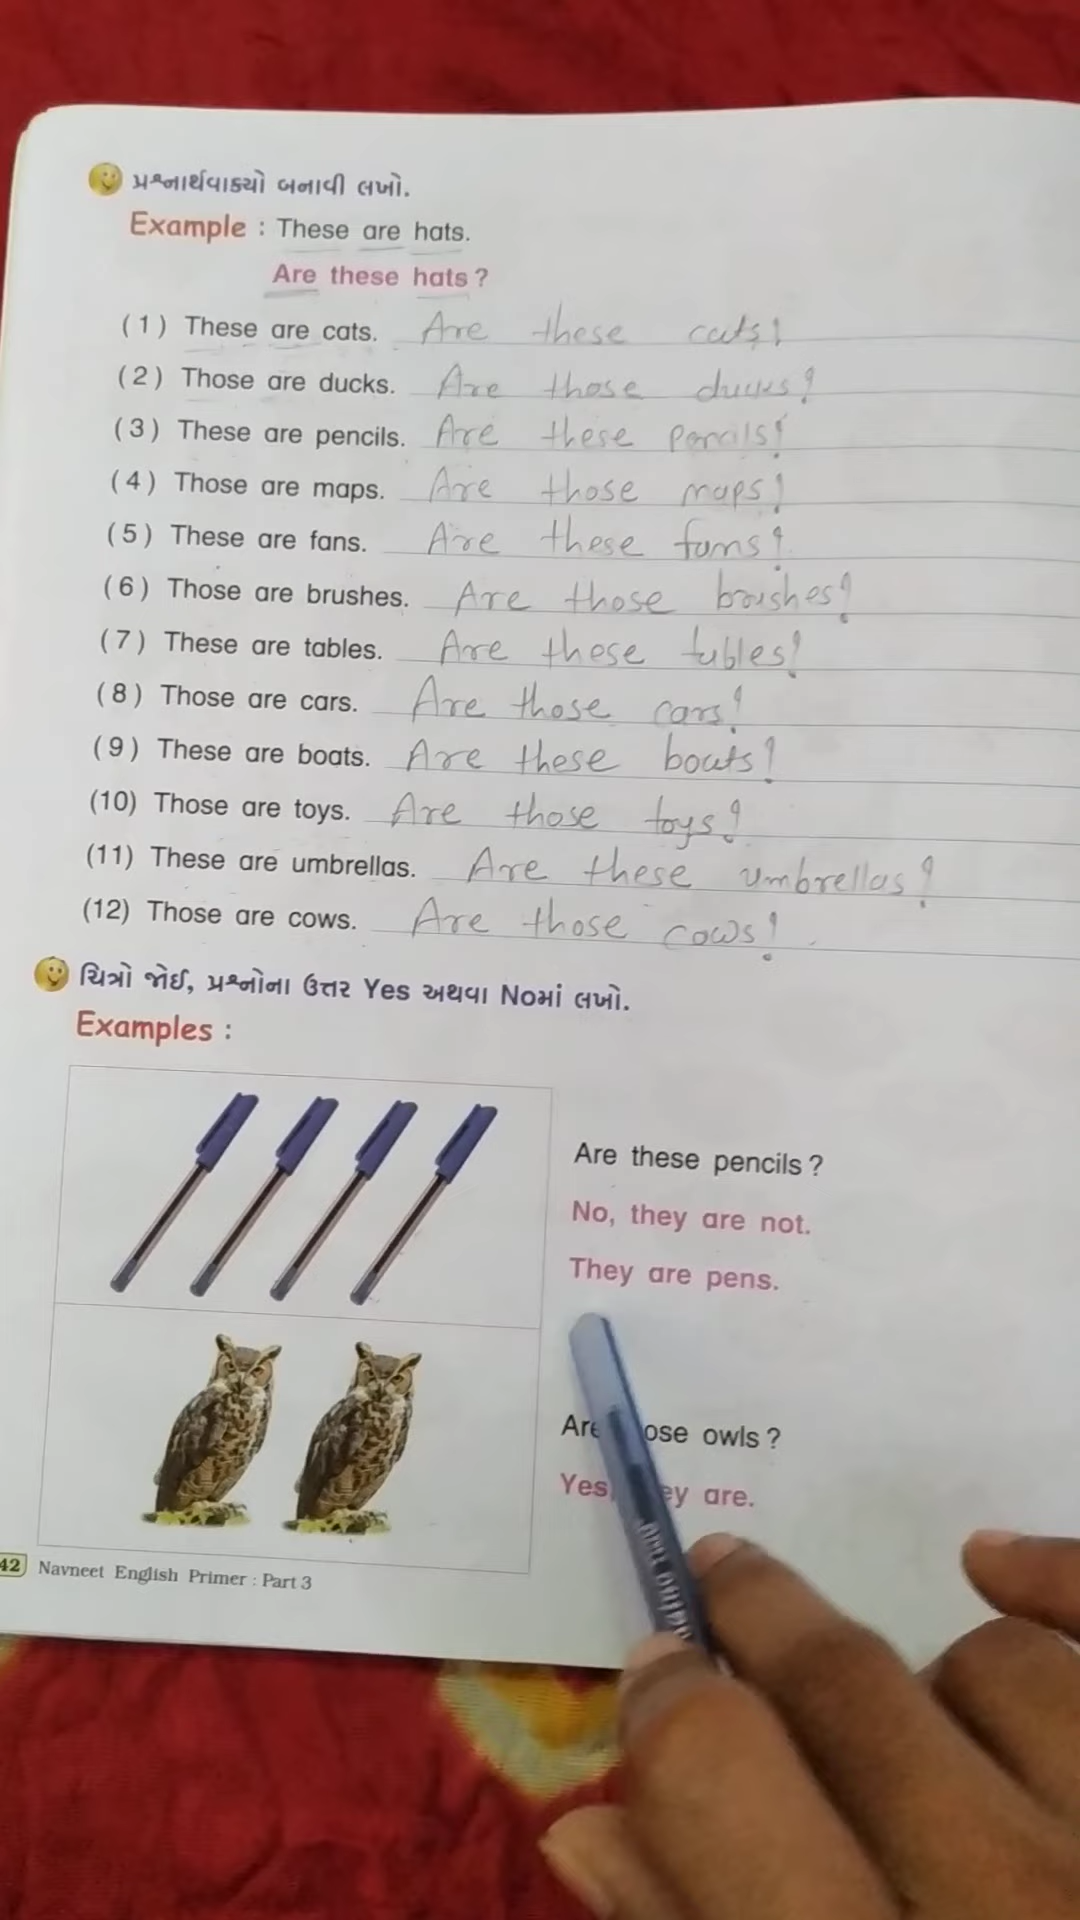 પ્રશ્નાર્થવાક્યો બનાવી લખો.
Example : These are hats.
Are these hats ?
(1) These are cats. Are these cats?
(2) Those are ducks. Are those ducks?
(3) These are pencils. Are these pencils?
(4) Those are maps. Are those maps?
(5) These are fans. Are these fans?
(6) Those are brushes. Are those brushes?
(7) These are tables. Are these tables?
(8) Those are cars. Are those cars?
(9) These are boats. Are these boats?
(10) Those are toys. Are those toys?
(11) These are umbrellas. Are these umbrellas?
(12) Those are cows. Are those cows?
ચિત્રો જોઈ, પ્રશ્નોના ઉત્તર Yes અથવા Noમાં લખો.
Examples :
Are these pencils ?
No, they are not.
They are pens.
Are ose owls ?
Yes, ey are.
42 Navneet English Primer : Part 3